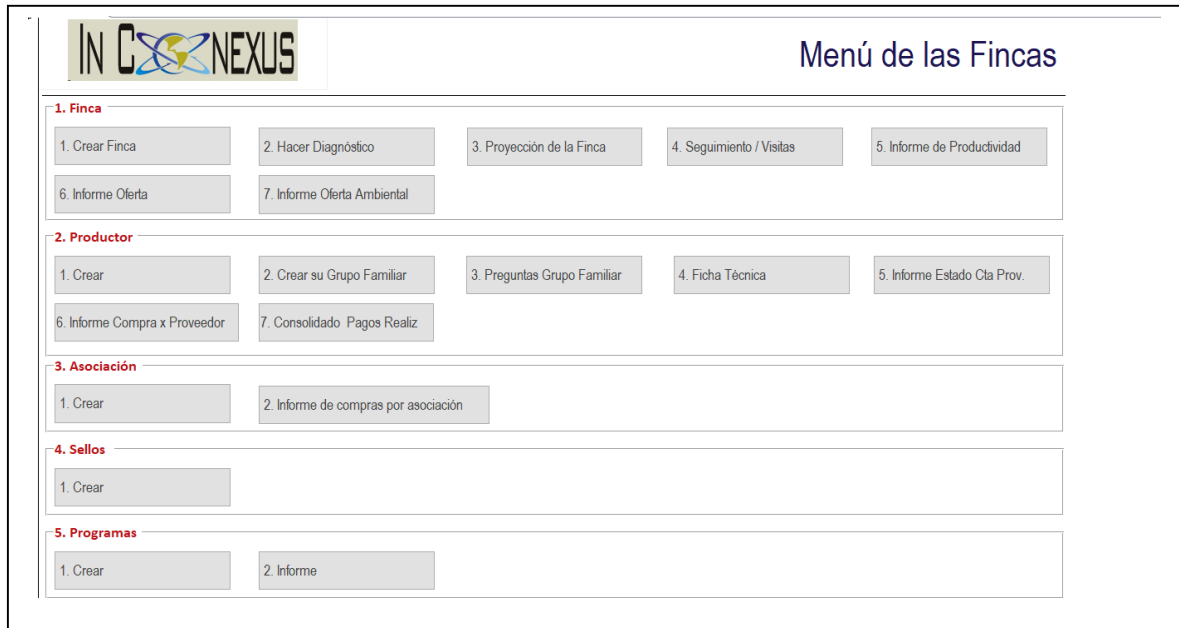 IN CONEXUS
Menú de las Fincas
1. Finca
1. Crear Finca
2. Hacer Diagnóstico
3. Proyección de la Finca
4. Seguimiento / Visitas
5. Informe de Productividad
6. Informe Oferta
7. Informe Oferta Ambiental
2. Productor
1. Crear
2. Crear su Grupo Familiar
3. Preguntas Grupo Familiar
4. Ficha Técnica
5. Informe Estado Cta Prov.
6. Informe Compra x Proveedor
7. Consolidado  Pagos Realiz
3. Asociación
1. Crear
2. Informe de compras por asociación
4. Sellos
1. Crear
5. Programas
1. Crear
2. Informe